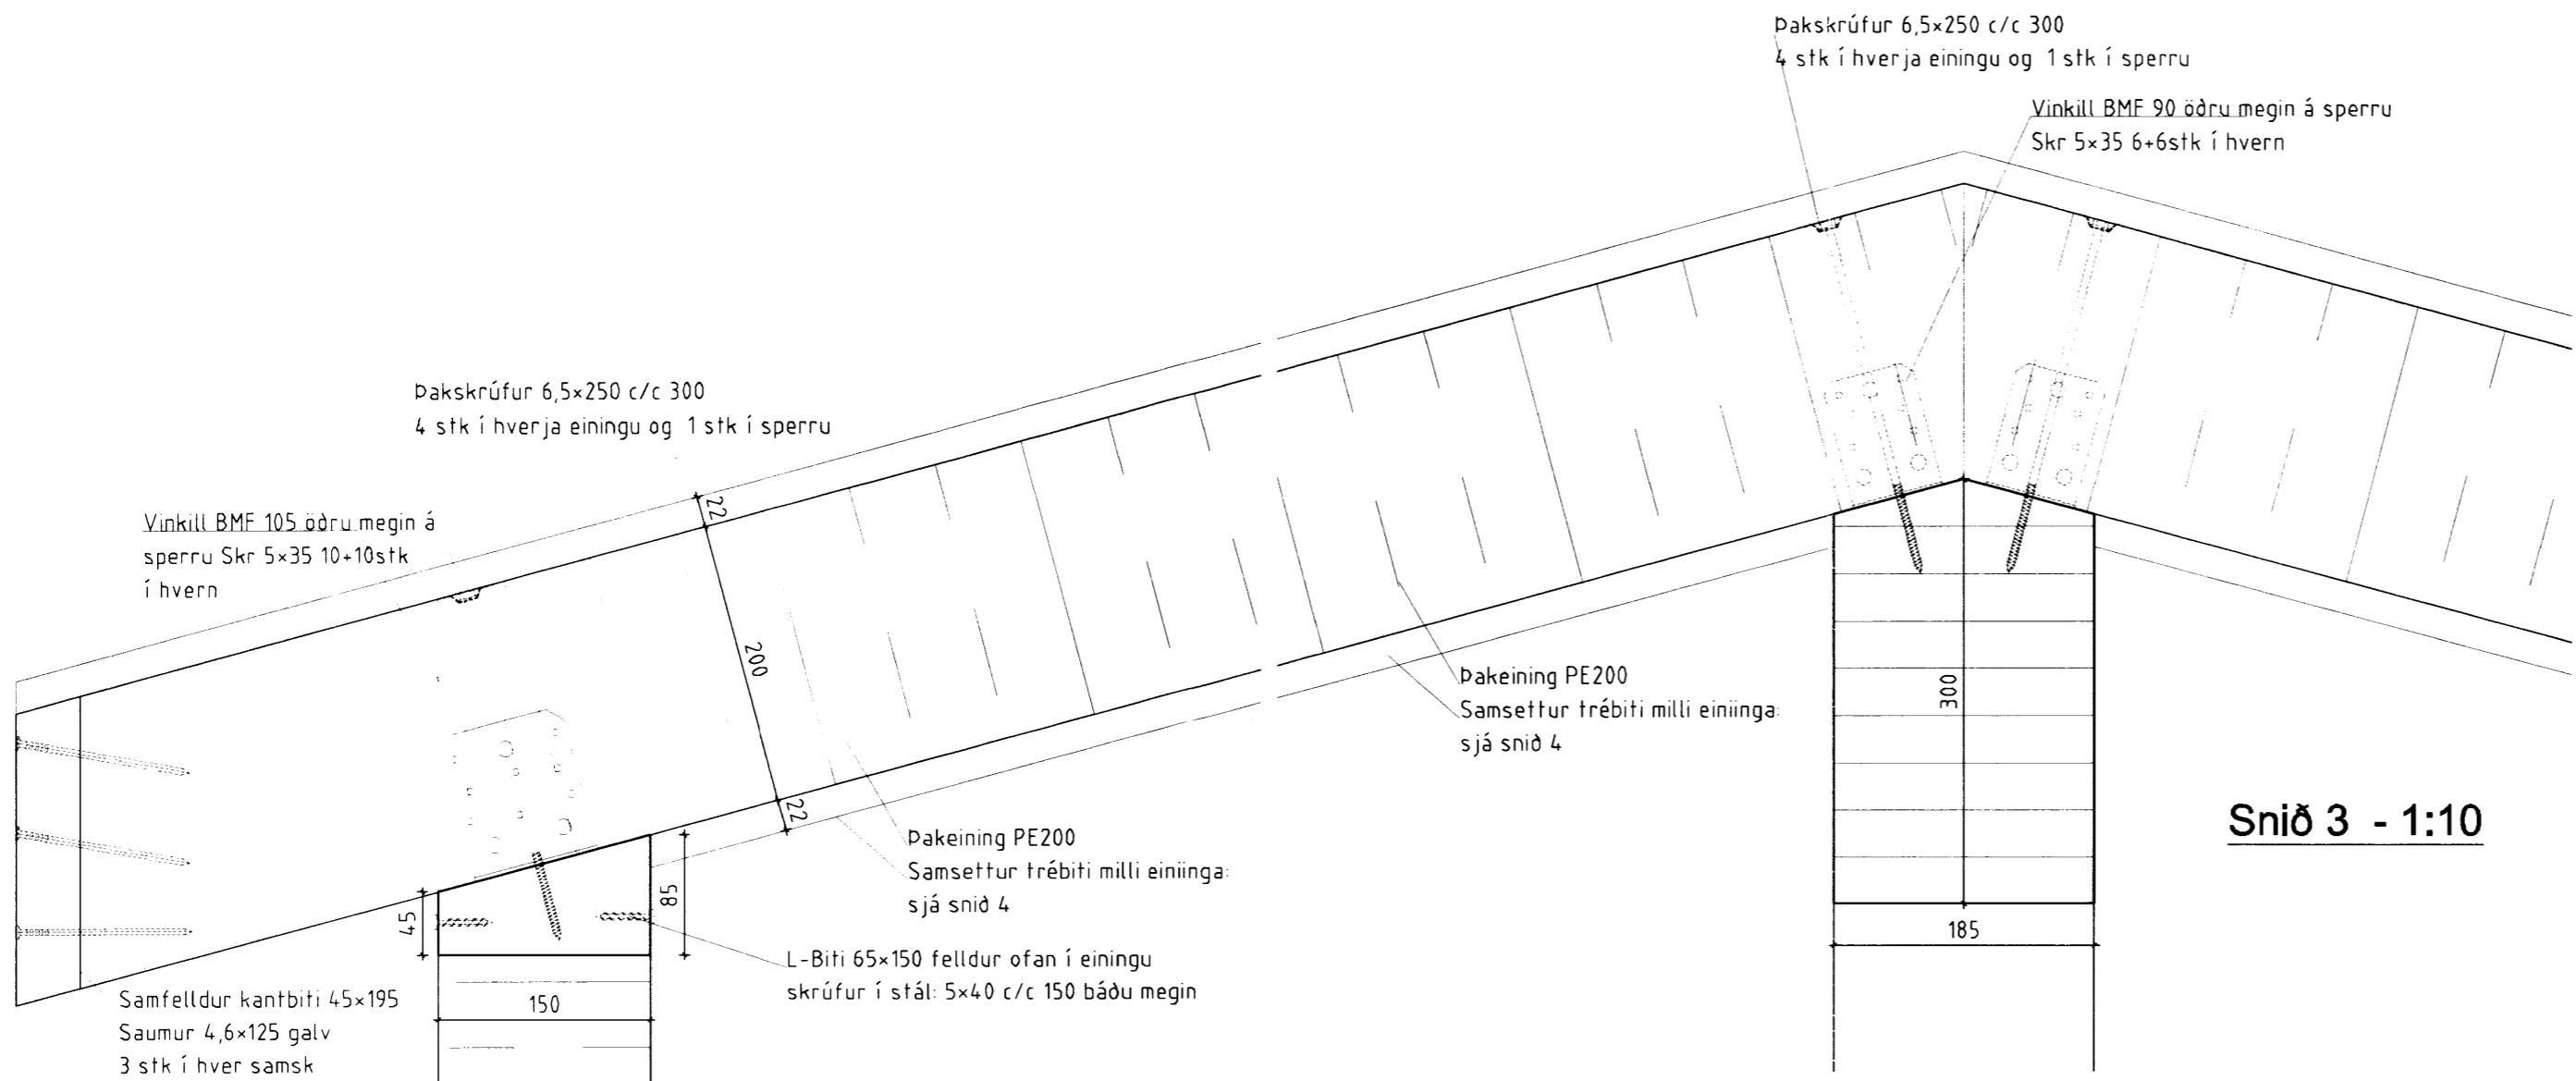 Þakskrúfur 6,5×250 c/c 300
4 stk í hverja einingu og 1 stk í sperru
Vinkill BMF 90 öðru megin á sperru
Skr 5×35 6+6stk í hvern
Þakskrúfur 6,5×250 c/c 300
4 stk í hverja einingu og 1 stk í sperru
Vinkill BMF 105 öðru megin á
sperru Skr 5×35 10+10stk
í hvern
22
200
22
Þakeining PE200
Samsettur trébiti milli einiinga:
sjá snið 4
300
185
Snið 3 - 1:10
Þakeining PE200
Samsettur trébiti milli einiinga:
sjá snið 4
45
85
150
L-Biti 65×150 felldur ofan í einingu
skrúfur í stál: 5×40 c/c 150 báðu megin
Samfelldur kantbiti 45×195
Saumur 4,6×125 galv
3 stk í hver samsk